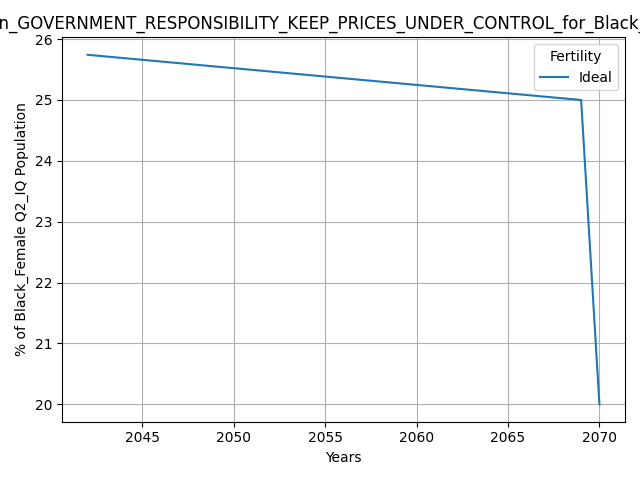 n_GOVERNMENT_RESPONSIBILITY_KEEP_PRICES_UNDER_CONTROL_for_Black_
26
25
24
23
22
21
20
% of Black_Female Q2_IQ Population
Fertility
Ideal
2045 2050 2055 2060 2065 2070
Years